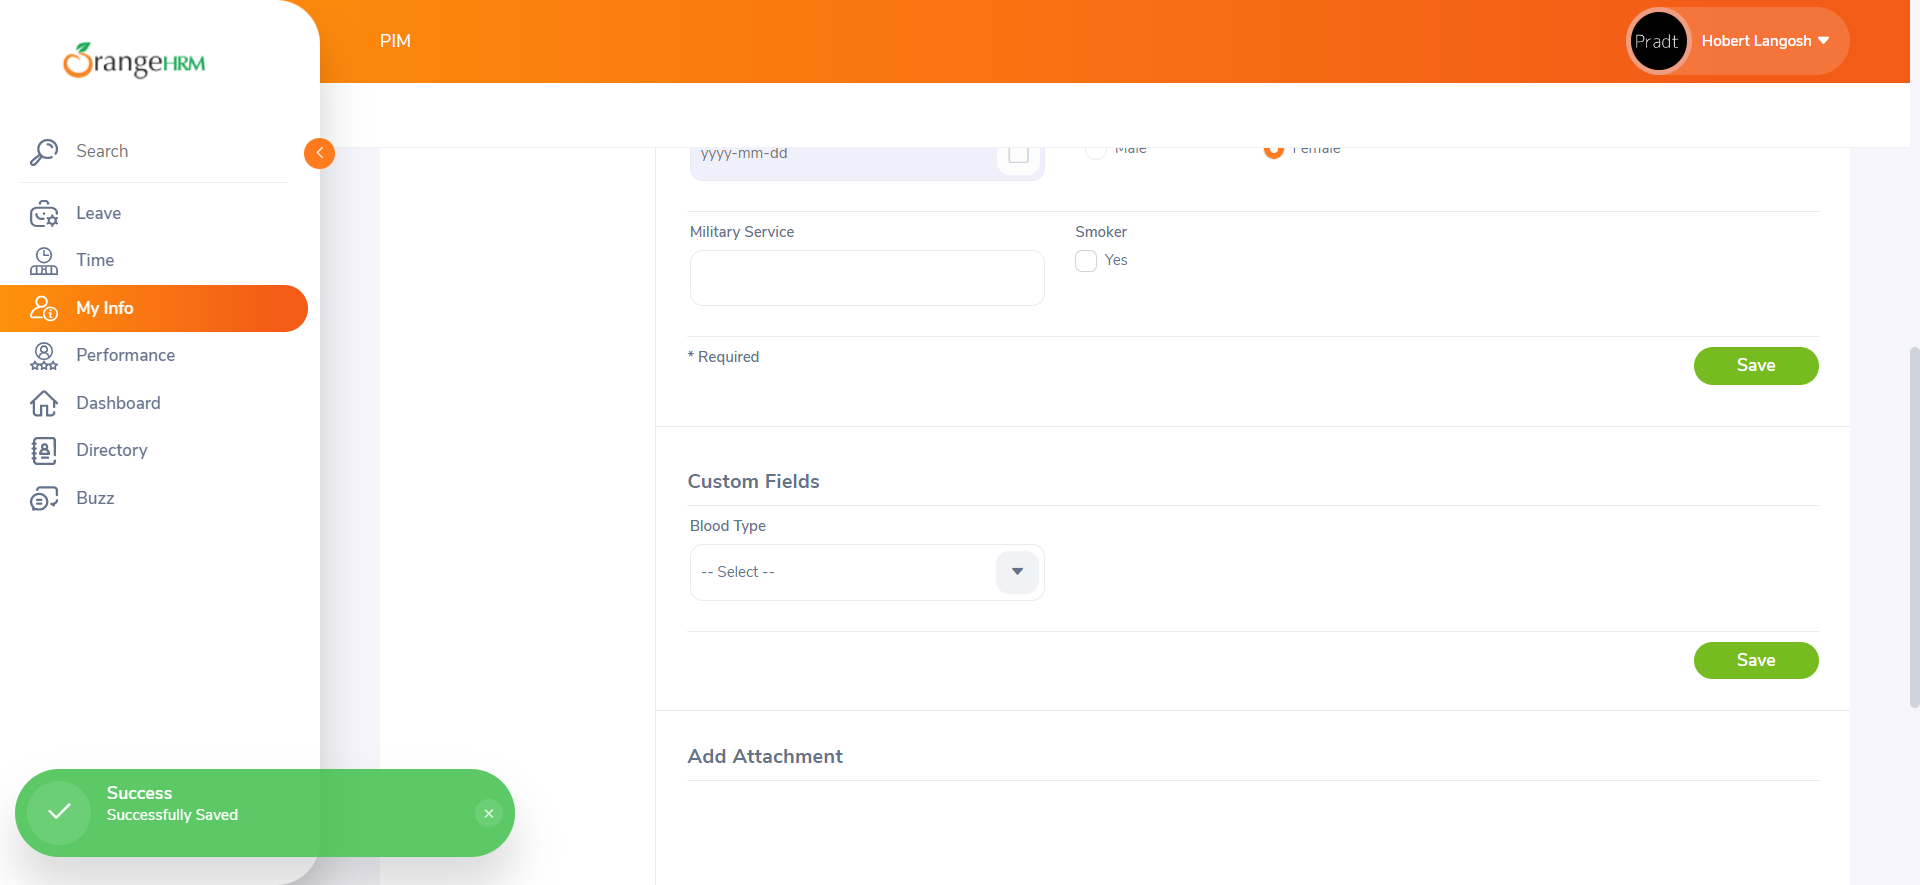 OrangeHRM
PIM
Pradt
Hobert Langosh
Search
Leave
Time
My Info
Performance
Dashboard
Directory
Buzz
yyyy-mm-dd
Male
Female
Military Service
Smoker
Yes
* Required
Save
Custom Fields
Blood Type
-- Select --
Save
Add Attachment
Success
Successfully Saved